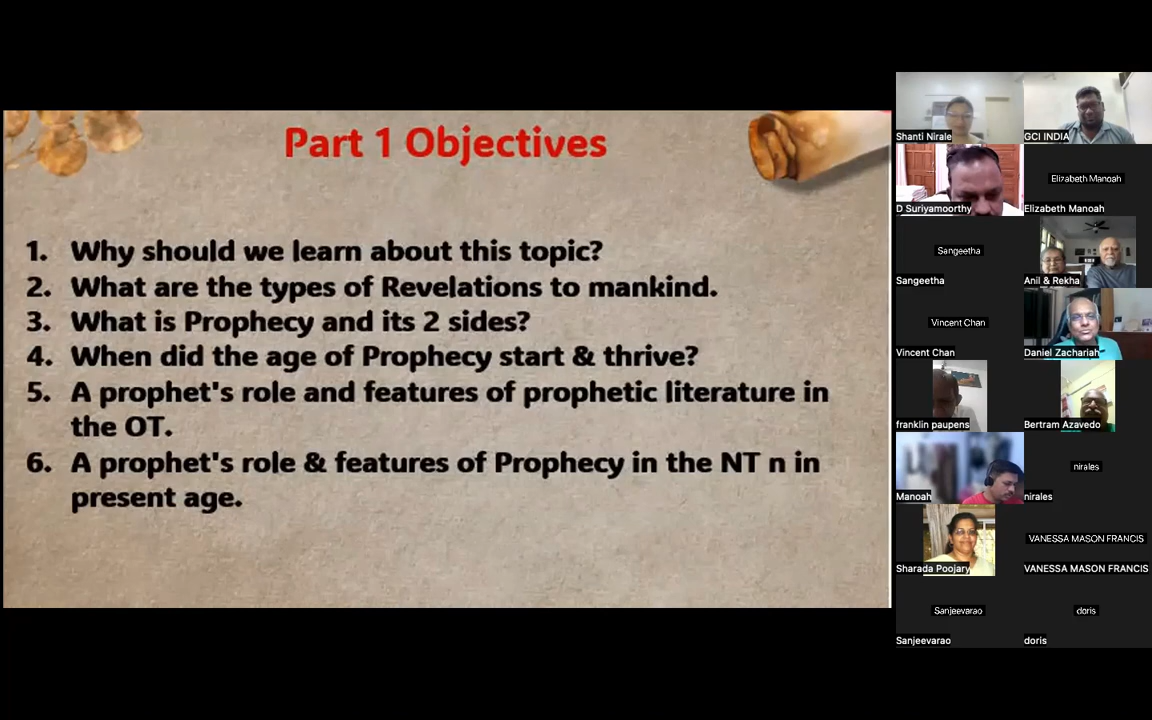 Part 1 Objectives
1. Why should we learn about this topic?
2. What are the types of Revelations to mankind.
3. What is Prophecy and its 2 sides?
4. When did the age of Prophecy start & thrive?
5. A prophet's role and features of prophetic literature in
the OT.
6. A prophet's role & features of Prophecy in the NT n in
present age.
Shanti Nirale
GCI INDIA
D Suriyamoorthy
Elizabeth Manoah
Elizabeth Manoah
Sangeetha
Sangeetha
Anil & Rekha
Vincent Chan
Vincent Chan
Daniel Zachariah
franklin paupens
Bertram Azavedo
Manoah
nirales
nirales
Sharada Poojary
VANESSA MASON FRANCIS
VANESSA MASON FRANCIS
Sanjeevarao
Sanjeevarao
doris
doris